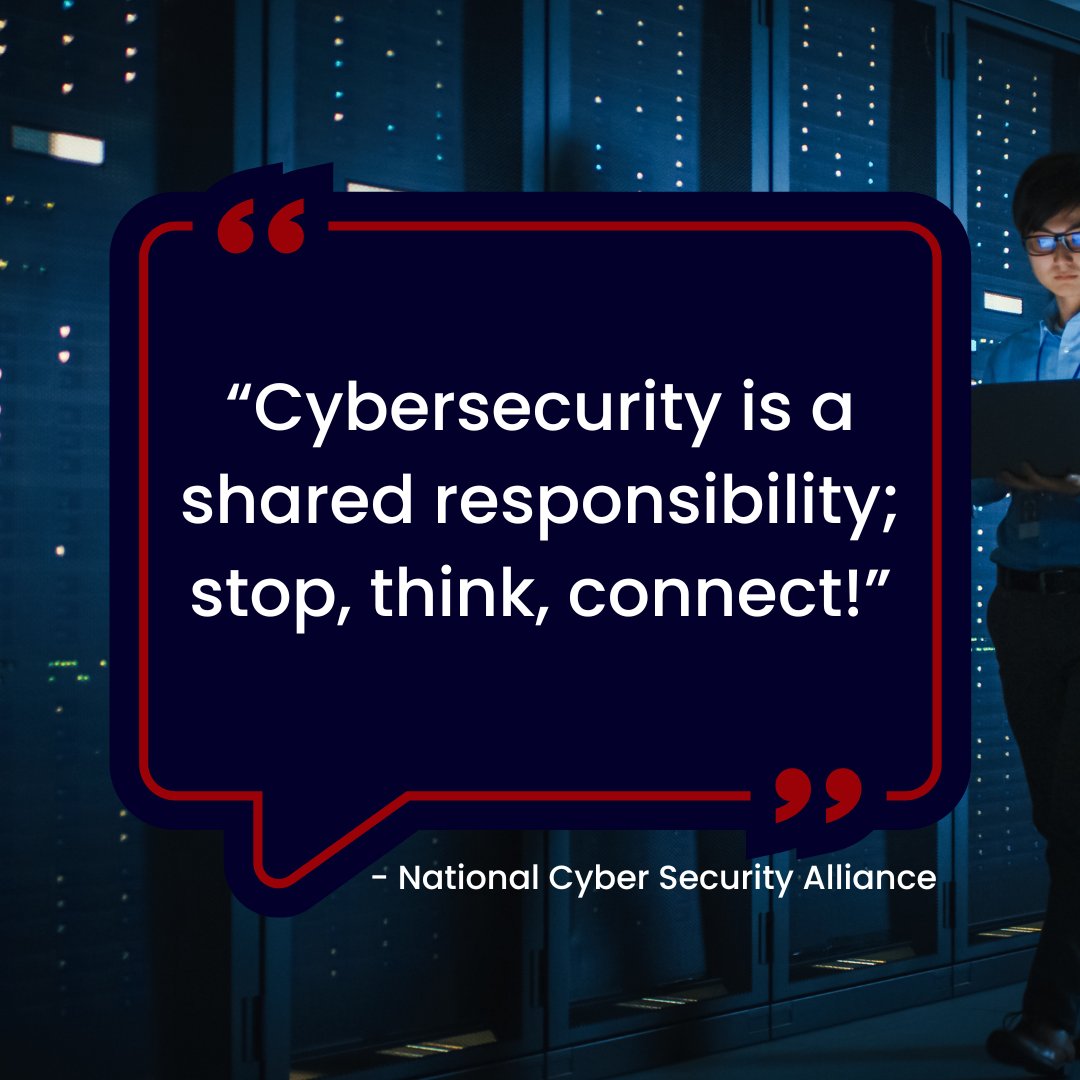 “Cybersecurity is a
shared responsibility;
stop, think, connect!”
- National Cyber Security Alliance